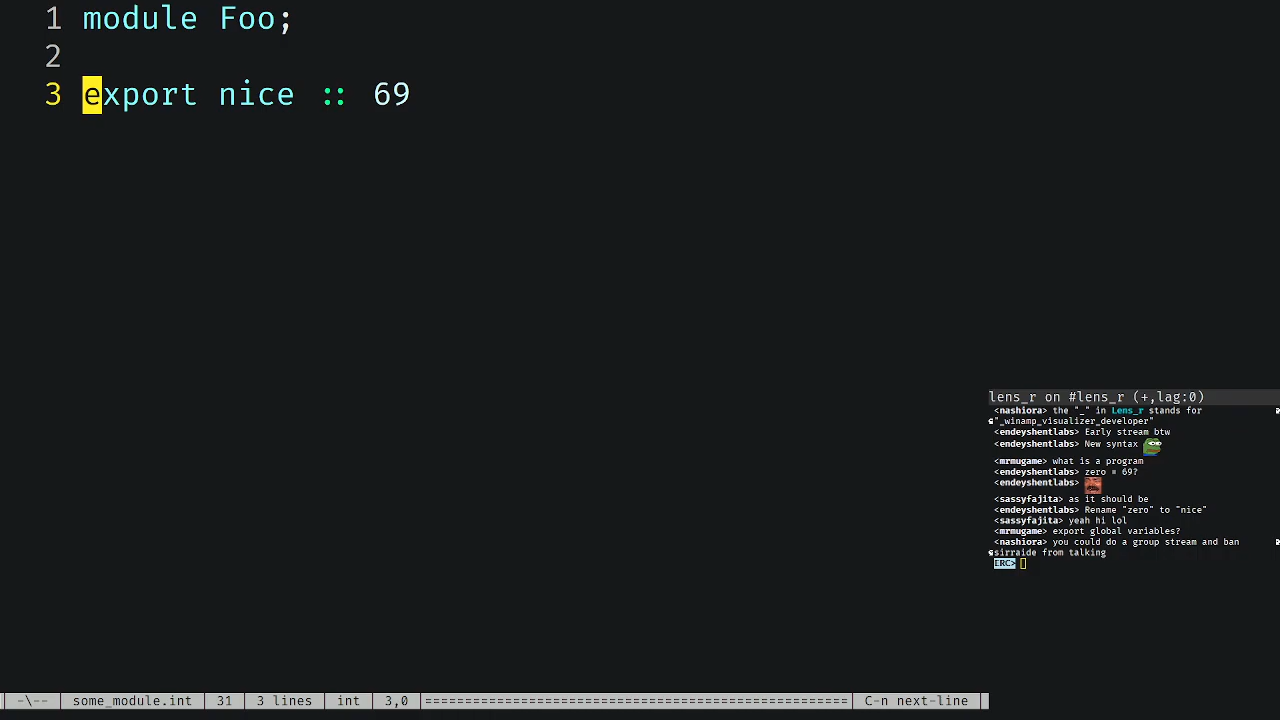 1 module Foo;
2
3 export nice :: 69
lens_r on #lens_r (+,lag:0)
<nashiora> the "_" in Lens_r stands for
"_winamp_visualizer_developer"
<endeyshentlabs> Early stream btw
<endeyshentlabs> New syntax
<mrmugame> what is a program
<endeyshentlabs> zero = 69?
<endeyshentlabs>
<sassyfajita> as it should be
<endeyshentlabs> Rename "zero" to "nice"
<sassyfajita> yeah hi lol
<mrmugame> export global variables?
<nashiora> you could do a group stream and ban
sirraide from talking
ERC>
-\-- some_module.int 31 3 lines int 3,0 ====================================================== C-n next-line